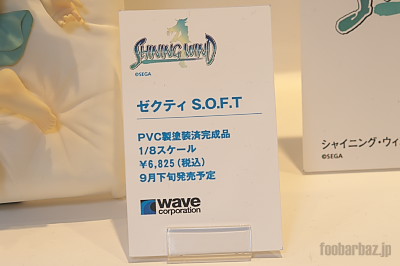 SHINING WIND
©SEGA
ゼクティ S.O.F.T
PVC製塗装済完成品
1/8スケール
¥6,825(税込)
9月下旬発売予定
wave
corporation
シャイニング・ウィ
©SEGA
foobarbaz.jp